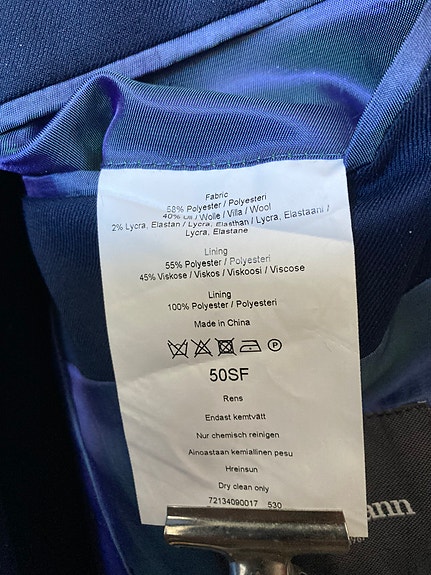 Fabric
58% Polyester / Polyesteri
40% Ull / Wolle / Villa / Wool
2% Lycra, Elastan / Lycra, Elasthan / Lycra, Elastaani /
Lycra, Elastane
Lining
55% Polyester / Polyesteri
45% Viskose / Viskos / Viskoosi / Viscose
Lining
100% Polyester / Polyesteri
Made in China
P
50SF
Rens
Endast kemtvätt
Nur chemisch reinigen
Ainoastaan kemiallinen pesu
Hreinsun
Dry clean only
72134090017 530